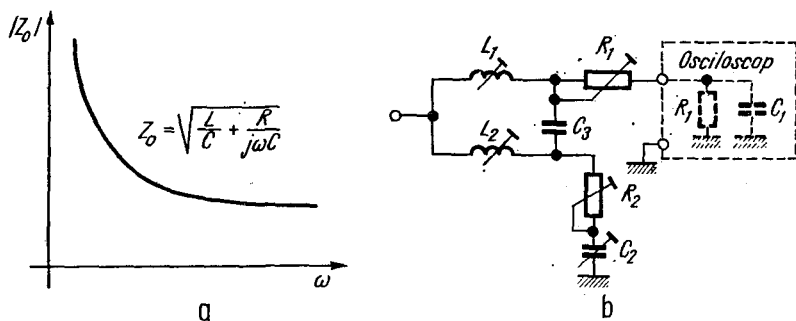 |Z₀|
Z₀ = √(L/C + R/jωC)
ω
a
L₁
R₁
Osciloscop
R₁
C₁
C₃
L₂
R₂
C₂
b